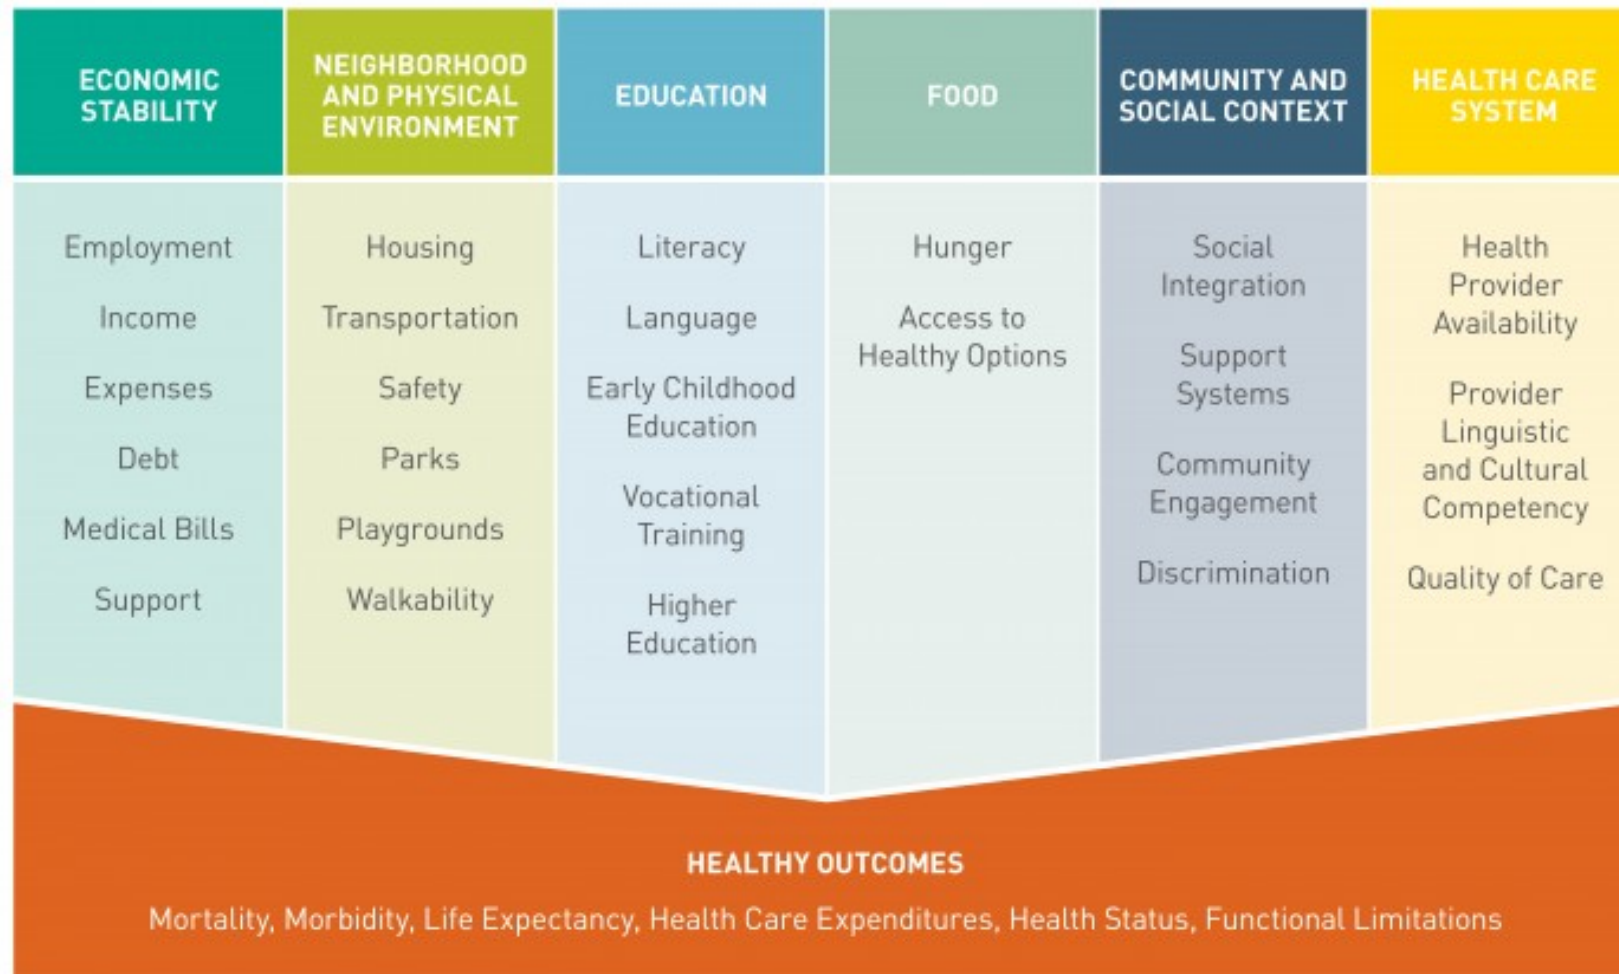 ECONOMIC
STABILITY
NEIGHBORHOOD
AND PHYSICAL
ENVIRONMENT
EDUCATION
FOOD
COMMUNITY AND
SOCIAL CONTEXT
HEALTH CARE
SYSTEM
Employment
Income
Expenses
Debt
Medical Bills
Support
Housing
Transportation
Safety
Parks
Playgrounds
Walkability
Literacy
Language
Early Childhood
Education
Vocational
Training
Higher
Education
Hunger
Access to
Healthy Options
Social
Integration
Support
Systems
Community
Engagement
Discrimination
Health
Provider
Availability
Provider
Linguistic
and Cultural
Competency
Quality of Care
HEALTHY OUTCOMES
Mortality, Morbidity, Life Expectancy, Health Care Expenditures, Health Status, Functional Limitations